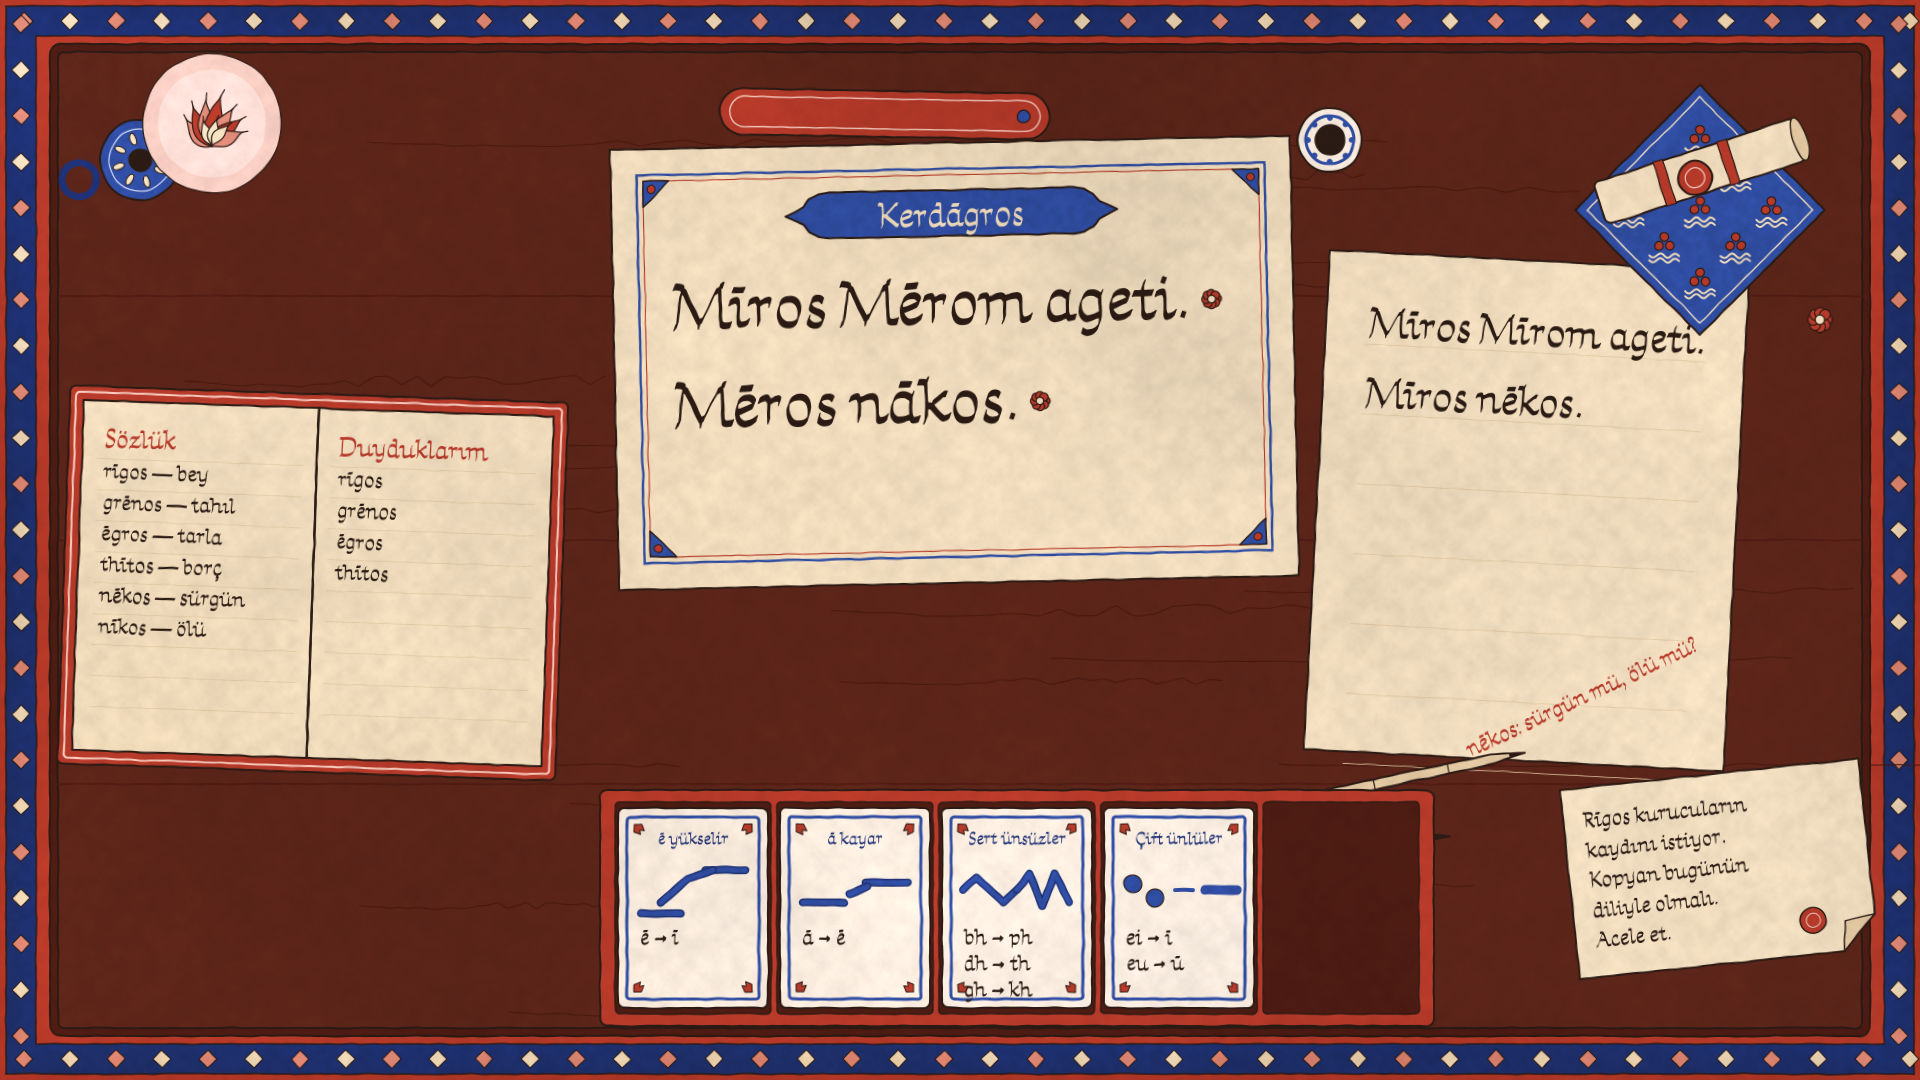 Kerdāgros
Mīros Mērom ageti.
Mēros nākos.
Mīros Mīrom ageti.
Mīros nēkos.
nēkos: sürgün mü, ölü mü?
Sözlük
rīgos — bey
grēnos — tahıl
ēgros — tarla
thītos — borç
nēkos — sürgün
nīkos — ölü
Duyduklarım
rīgos
grēnos
ēgros
thītos
ē yükselir
ē → ī
ā kayar
ā → ē
Sert ünsüzler
bh → ph
dh → th
gh → kh
Çift ünlüler
ei → ī
eu → ū
Rīgos kurucuların
kaydını istiyor.
Kopyan bugünün
diliyle olmalı.
Acele et.